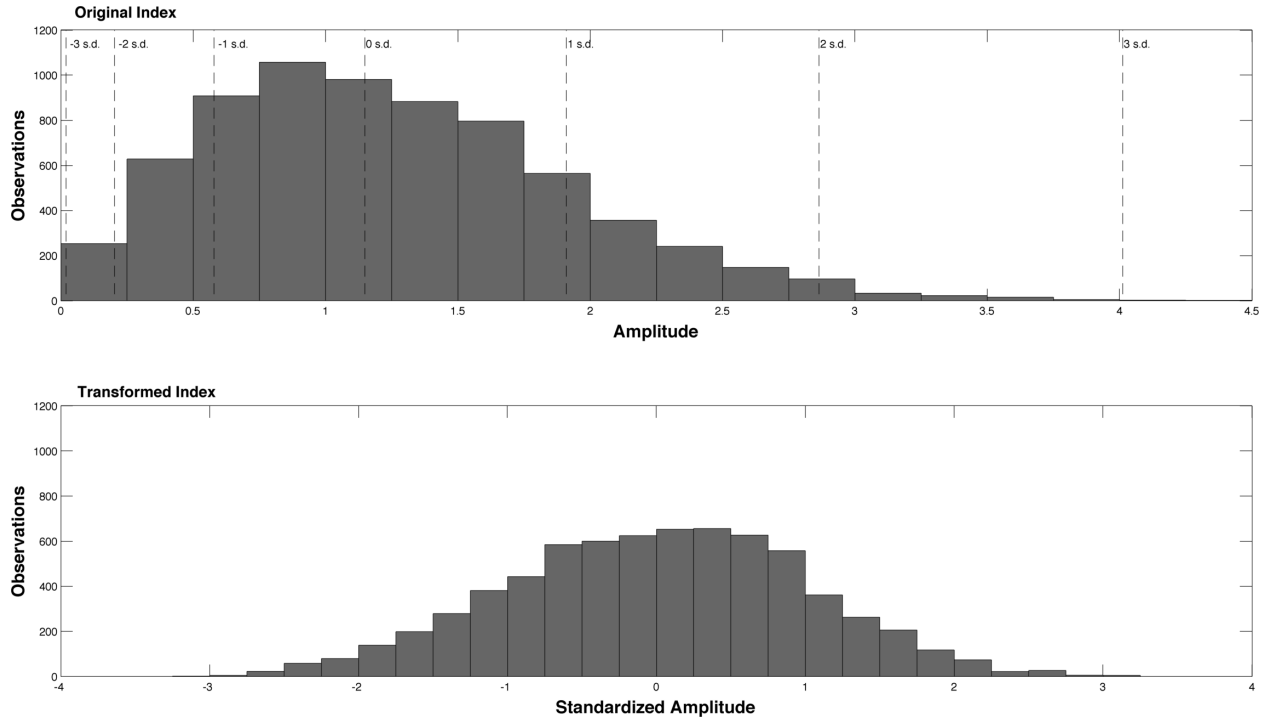 Original Index
1200
-3 s.d. -2 s.d. -1 s.d. 0 s.d. 1 s.d. 2 s.d. 3 s.d.
1000
800
600
400
200
0
Observations
0 0.5 1 1.5 2 2.5 3 3.5 4 4.5
Amplitude
Transformed Index
1200
1000
800
600
400
200
0
Observations
-4 -3 -2 -1 0 1 2 3 4
Standardized Amplitude